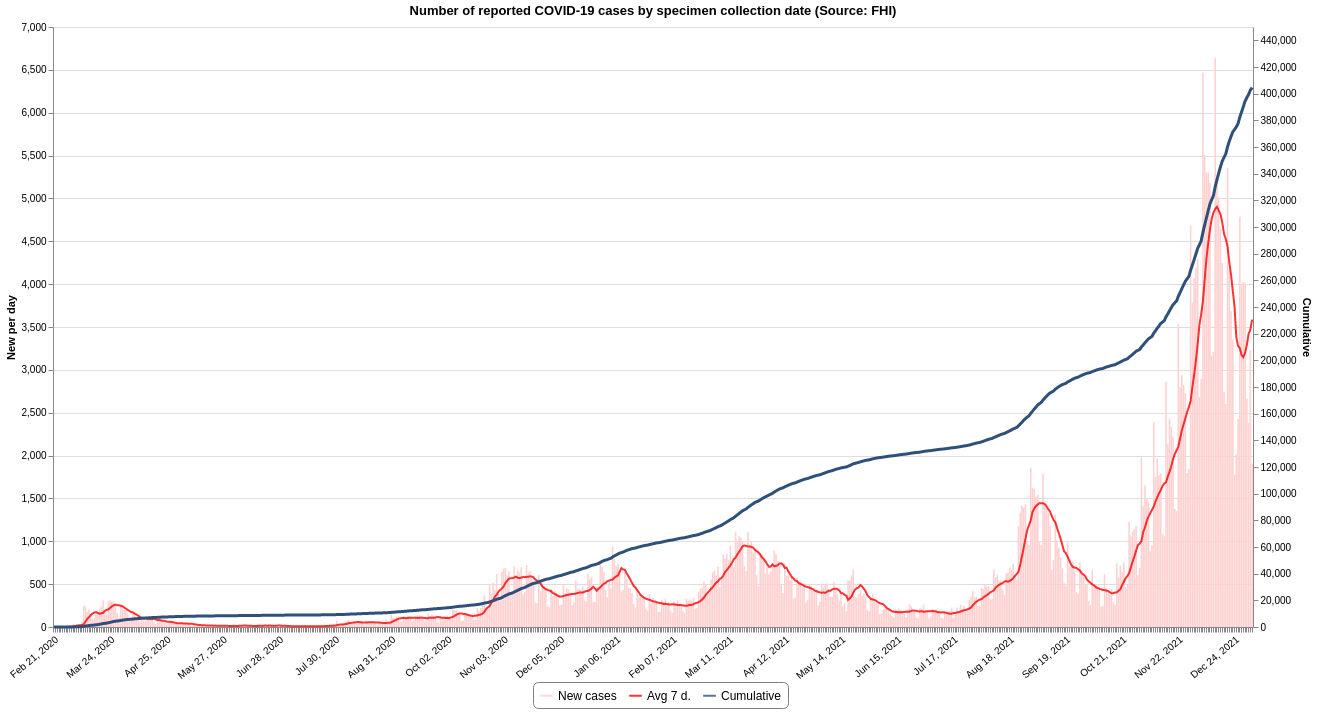 Number of reported COVID-19 cases by specimen collection date (Source: FHI)
New per day
7,000
6,500
6,000
5,500
5,000
4,500
4,000
3,500
3,000
2,500
2,000
1,500
1,000
500
0
440,000
420,000
400,000
380,000
360,000
340,000
320,000
300,000
280,000
260,000
240,000
220,000
200,000
180,000
160,000
140,000
120,000
100,000
80,000
60,000
40,000
20,000
0
Cumulative
Feb 21, 2020
Mar 24, 2020
Apr 25, 2020
May 27, 2020
Jun 28, 2020
Jul 30, 2020
Aug 31, 2020
Oct 02, 2020
Nov 03, 2020
Dec 05, 2020
Jan 06, 2021
Feb 07, 2021
Mar 11, 2021
Apr 12, 2021
May 14, 2021
Jun 15, 2021
Jul 17, 2021
Aug 18, 2021
Sep 19, 2021
Oct 21, 2021
Nov 22, 2021
Dec 24, 2021
New cases
Avg 7 d.
Cumulative